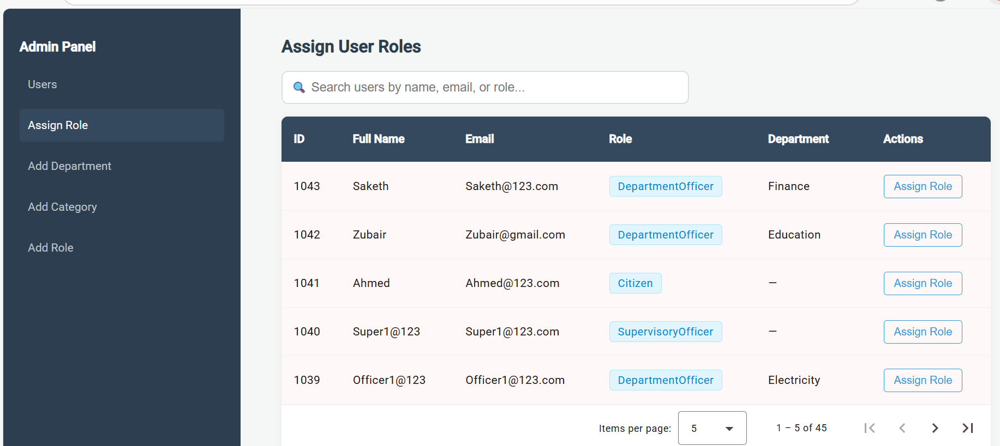 Admin Panel
Users
Assign Role
Add Department
Add Category
Add Role
Assign User Roles
Search users by name, email, or role...
ID Full Name Email Role Department Actions
1043 Saketh Saketh@123.com DepartmentOfficer Finance Assign Role
1042 Zubair Zubair@gmail.com DepartmentOfficer Education Assign Role
1041 Ahmed Ahmed@123.com Citizen — Assign Role
1040 Super1@123 Super1@123.com SupervisoryOfficer — Assign Role
1039 Officer1@123 Officer1@123.com DepartmentOfficer Electricity Assign Role
Items per page: 5 1 – 5 of 45